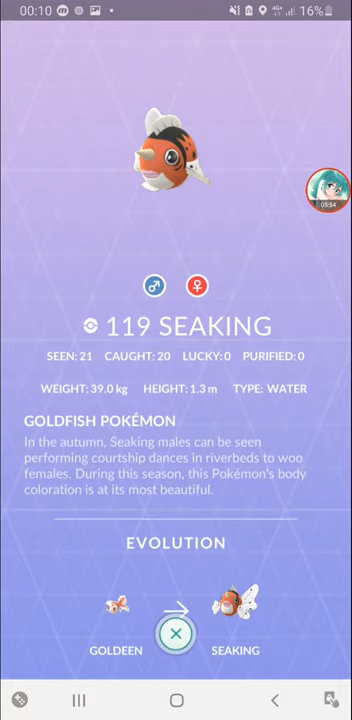 00:10
4G+
16%
05:54
119 SEAKING
SEEN: 21 CAUGHT: 20 LUCKY: 0 PURIFIED: 0
WEIGHT: 39.0 kg HEIGHT: 1.3 m TYPE: WATER
GOLDFISH POKÉMON
In the autumn, Seaking males can be seen
performing courtship dances in riverbeds to woo
females. During this season, this Pokémon's body
coloration is at its most beautiful.
EVOLUTION
GOLDEEN
SEAKING